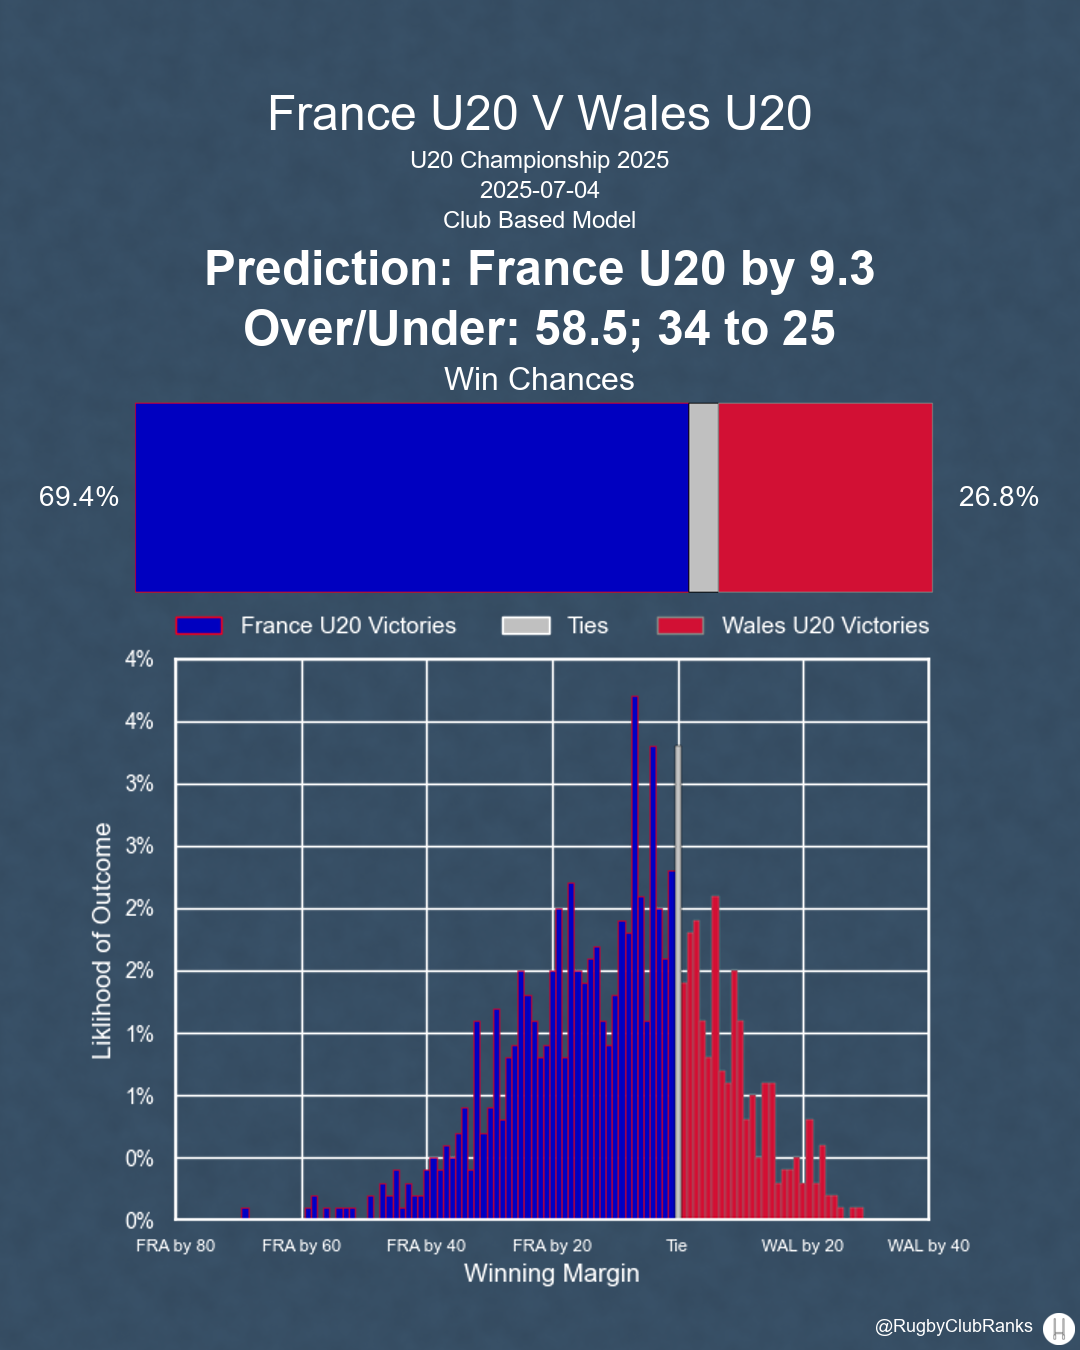 France U20 V Wales U20
U20 Championship 2025
2025-07-04
Club Based Model
Prediction: France U20 by 9.3
Over/Under: 58.5; 34 to 25
Win Chances
69.4%
26.8%
France U20 Victories
Ties
Wales U20 Victories
4%
4%
3%
3%
2%
2%
1%
1%
0%
0%
Liklihood of Outcome
FRA by 80
FRA by 60
FRA by 40
FRA by 20
Tie
WAL by 20
WAL by 40
Winning Margin
@RugbyClubRanks